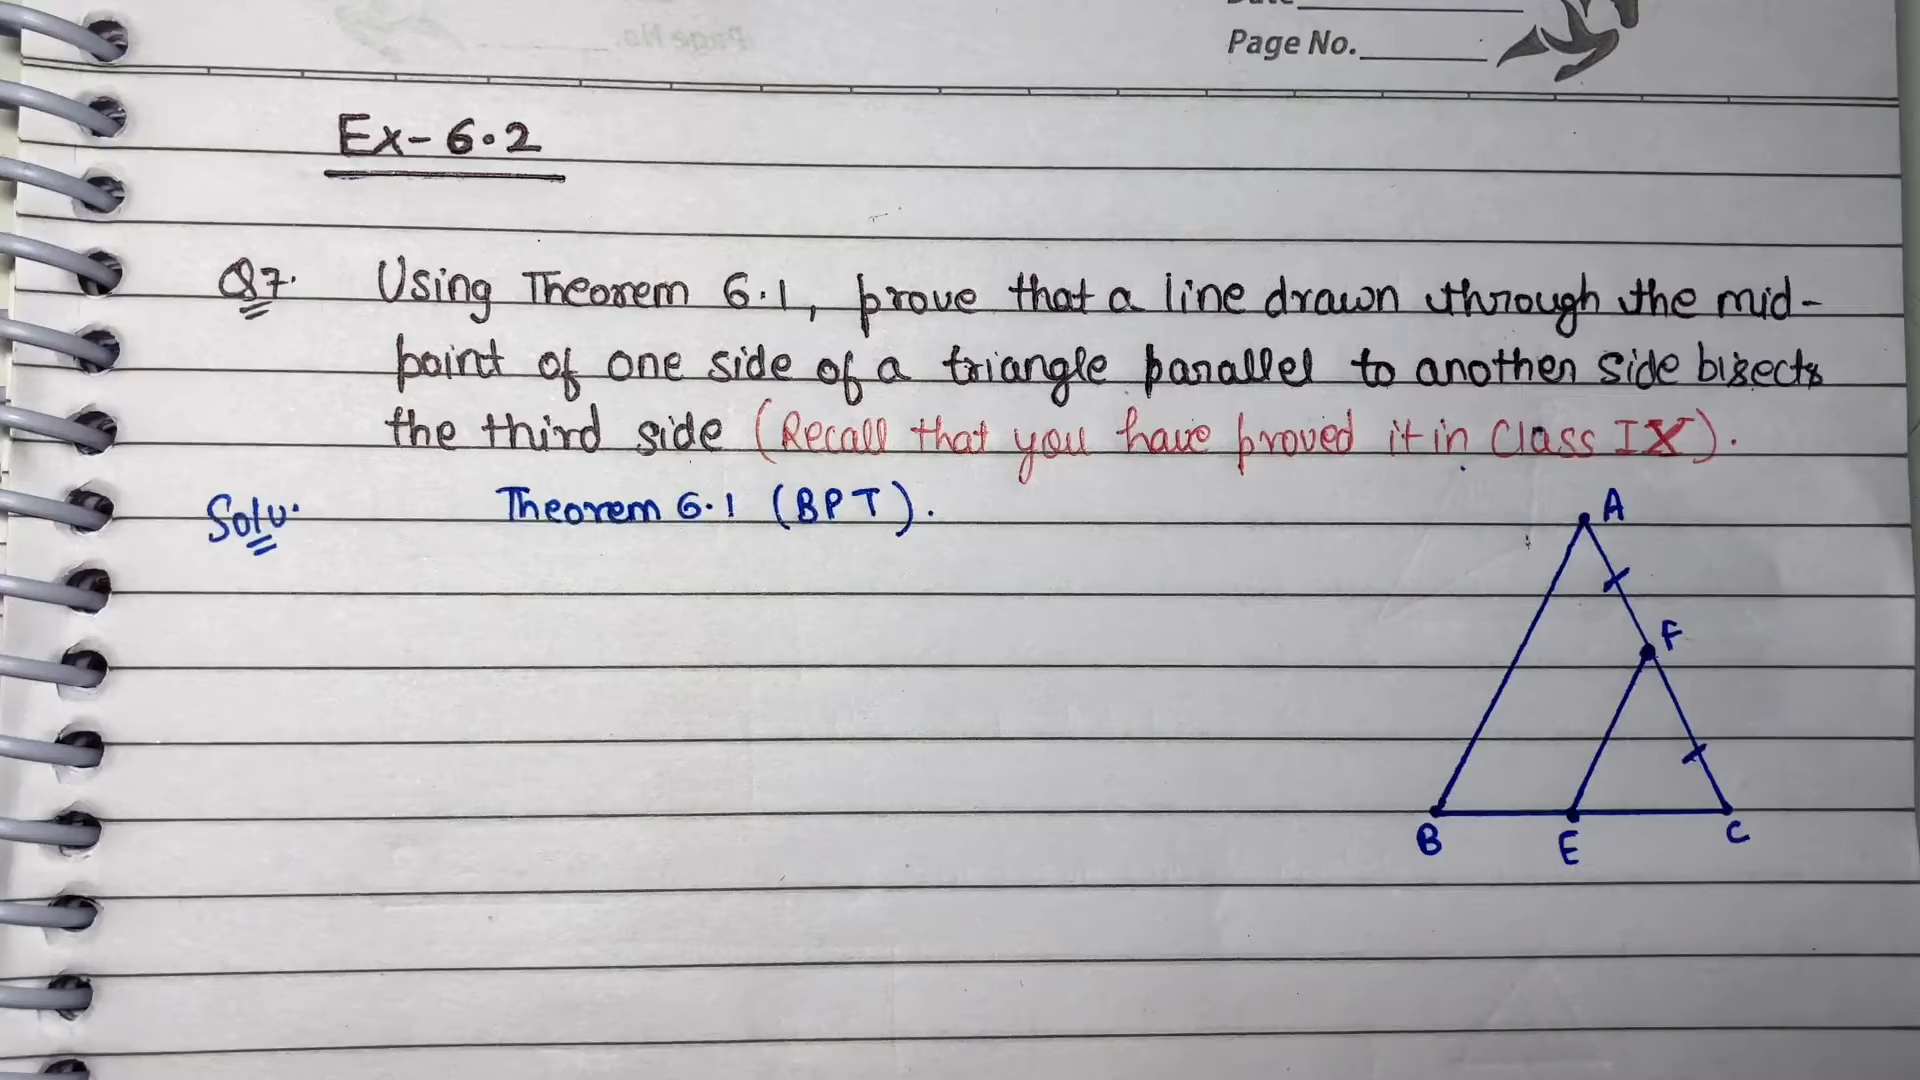 Page No.
Ex-6.2
Q7. Using Theorem 6.1, prove that a line drawn through the mid-
point of one side of a triangle parallel to another side bisects
the third side (Recall that you have proved it in Class IX).
Solu. Theorem 6.1 (BPT).
A
F
B E C